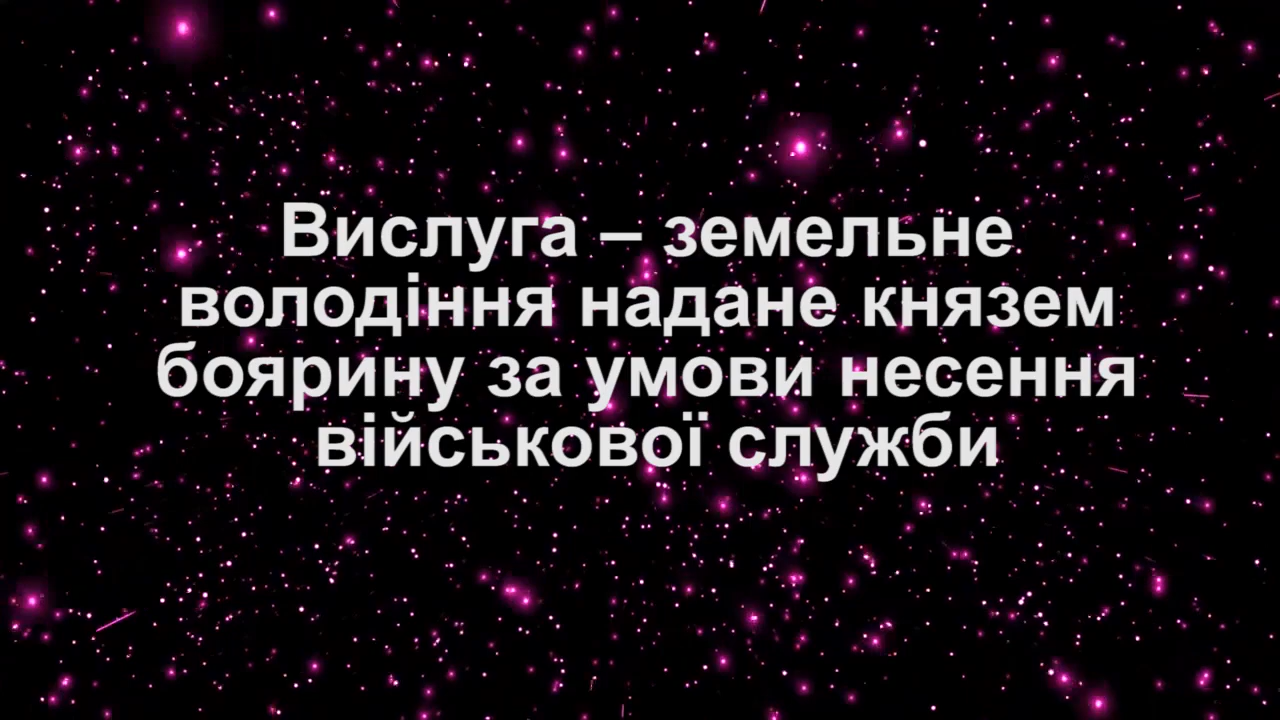 Вислуга – земельне
володіння надане князем
боярину за умови несення
військової служби